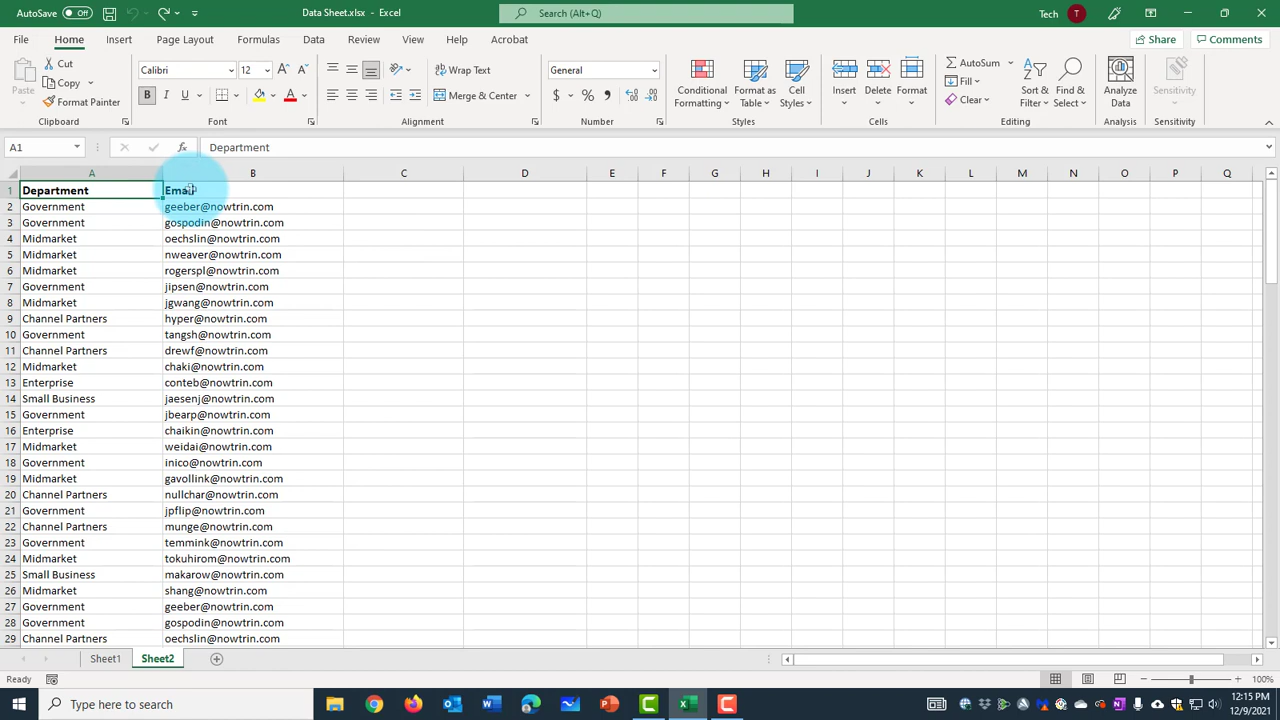 AutoSave Off Data Sheet.xlsx - Excel Search (Alt+Q) Tech T
File Home Insert Page Layout Formulas Data Review View Help Acrobat Share Comments
Paste Cut Copy Format Painter Clipboard
Calibri 12 B I U Font
Wrap Text Merge & Center Alignment
General $ % Number
Conditional Formatting Format as Table Cell Styles Styles
Insert Delete Format Cells
AutoSum Fill Clear Sort & Filter Find & Select Editing
Analyze Data Analysis
Sensitivity Sensitivity
A1 fx Department
A B C D E F G H I J K L M N O P Q
1 Department Email
2 Government geeber@nowtrin.com
3 Government gospodin@nowtrin.com
4 Midmarket oechslin@nowtrin.com
5 Midmarket nweaver@nowtrin.com
6 Midmarket rogerspl@nowtrin.com
7 Government jipsen@nowtrin.com
8 Midmarket jgwang@nowtrin.com
9 Channel Partners hyper@nowtrin.com
10 Government tangsh@nowtrin.com
11 Channel Partners drewf@nowtrin.com
12 Midmarket chaki@nowtrin.com
13 Enterprise conteb@nowtrin.com
14 Small Business jaesenj@nowtrin.com
15 Government jbearp@nowtrin.com
16 Enterprise chaikin@nowtrin.com
17 Midmarket weidai@nowtrin.com
18 Government inico@nowtrin.com
19 Midmarket gavollink@nowtrin.com
20 Channel Partners nullchar@nowtrin.com
21 Government jpflip@nowtrin.com
22 Channel Partners munge@nowtrin.com
23 Government temmink@nowtrin.com
24 Midmarket tokuhirom@nowtrin.com
25 Small Business makarow@nowtrin.com
26 Midmarket shang@nowtrin.com
27 Government geeber@nowtrin.com
28 Government gospodin@nowtrin.com
29 Channel Partners oechslin@nowtrin.com
Sheet1 Sheet2
Ready 100%
Type here to search 12:15 PM
12/9/2021